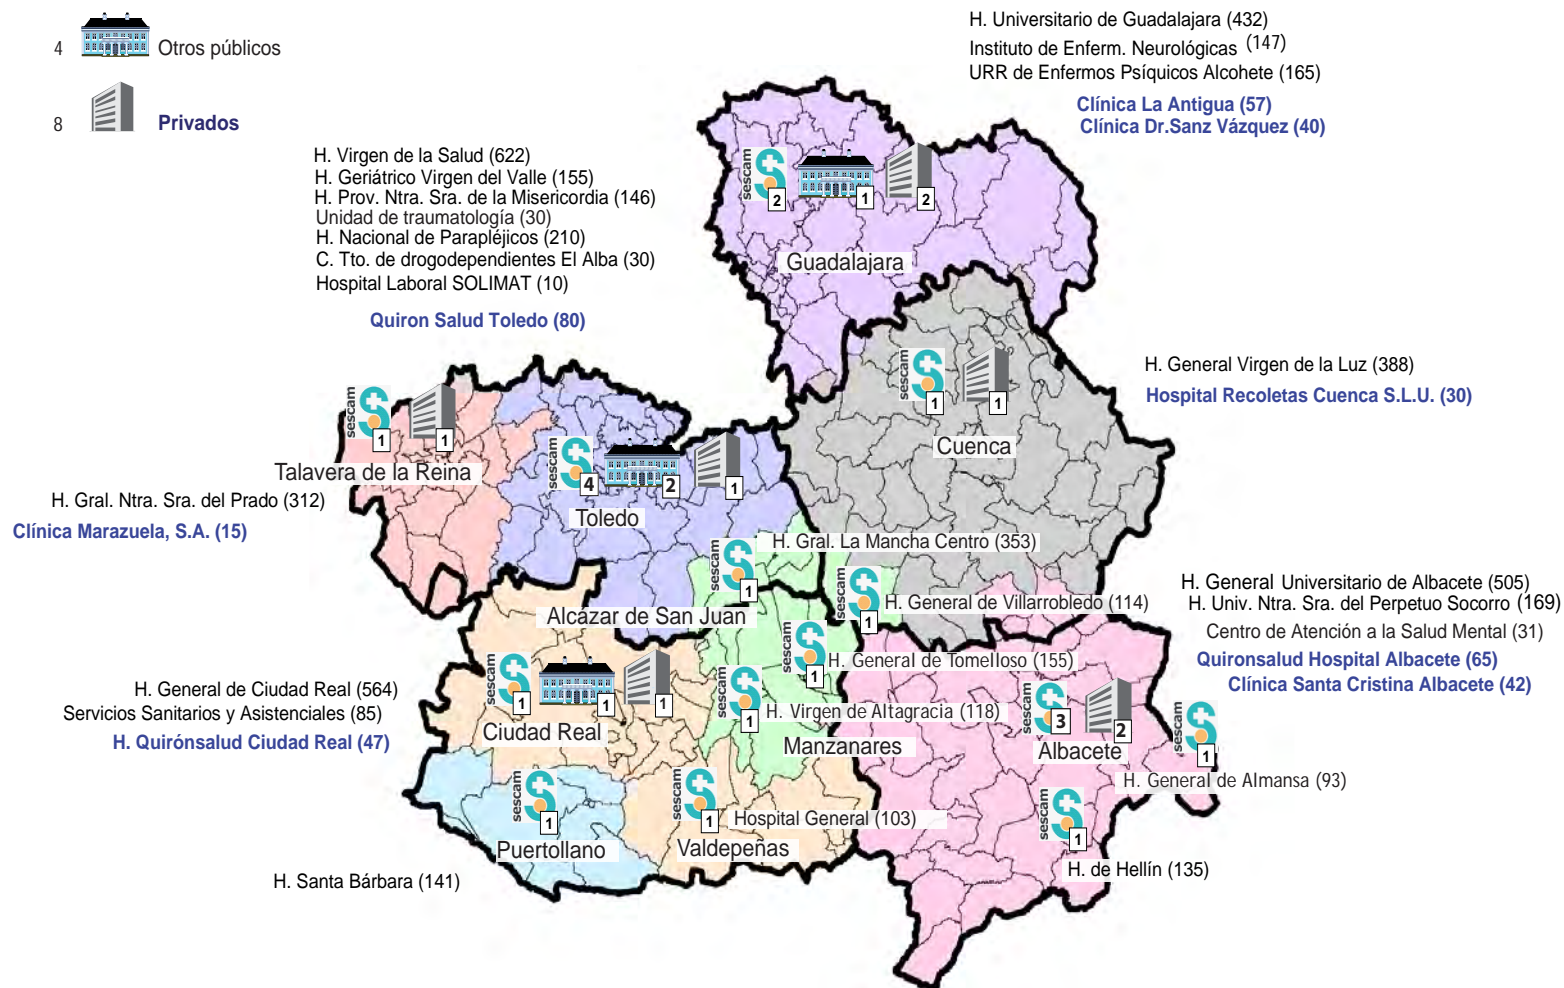 4 Otros públicos
8 Privados
H. Universitario de Guadalajara (432)
Instituto de Enferm. Neurológicas (147)
URR de Enfermos Psíquicos Alcohete (165)
Clínica La Antigua (57)
Clínica Dr.Sanz Vázquez (40)
H. Virgen de la Salud (622)
H. Geriátrico Virgen del Valle (155)
H. Prov. Ntra. Sra. de la Misericordia (146)
Unidad de traumatología (30)
H. Nacional de Parapléjicos (210)
C. Tto. de drogodependientes El Alba (30)
Hospital Laboral SOLIMAT (10)
Quiron Salud Toledo (80)
sescam 2 1 2
Guadalajara
H. General Virgen de la Luz (388)
Hospital Recoletas Cuenca S.L.U. (30)
sescam 1 1
Cuenca
sescam 1 1
Talavera de la Reina
H. Gral. Ntra. Sra. del Prado (312)
Clínica Marazuela, S.A. (15)
sescam 4 2 1
Toledo
sescam 1
H. Gral. La Mancha Centro (353)
Alcázar de San Juan
sescam 1
H. General de Villarrobledo (114)
H. General Universitario de Albacete (505)
H. Univ. Ntra. Sra. del Perpetuo Socorro (169)
Centro de Atención a la Salud Mental (31)
Quironsalud Hospital Albacete (65)
Clínica Santa Cristina Albacete (42)
sescam 1
H. General de Tomelloso (155)
H. General de Ciudad Real (564)
Servicios Sanitarios y Asistenciales (85)
H. Quirónsalud Ciudad Real (47)
sescam 1 1 1
Ciudad Real
sescam 1
H. Virgen de Altagracia (118)
Manzanares
sescam 3 2
Albacete
sescam 1
H. General de Almansa (93)
sescam 1
Puertollano
H. Santa Bárbara (141)
sescam 1
Hospital General (103)
Valdepeñas
sescam 1
H. de Hellín (135)